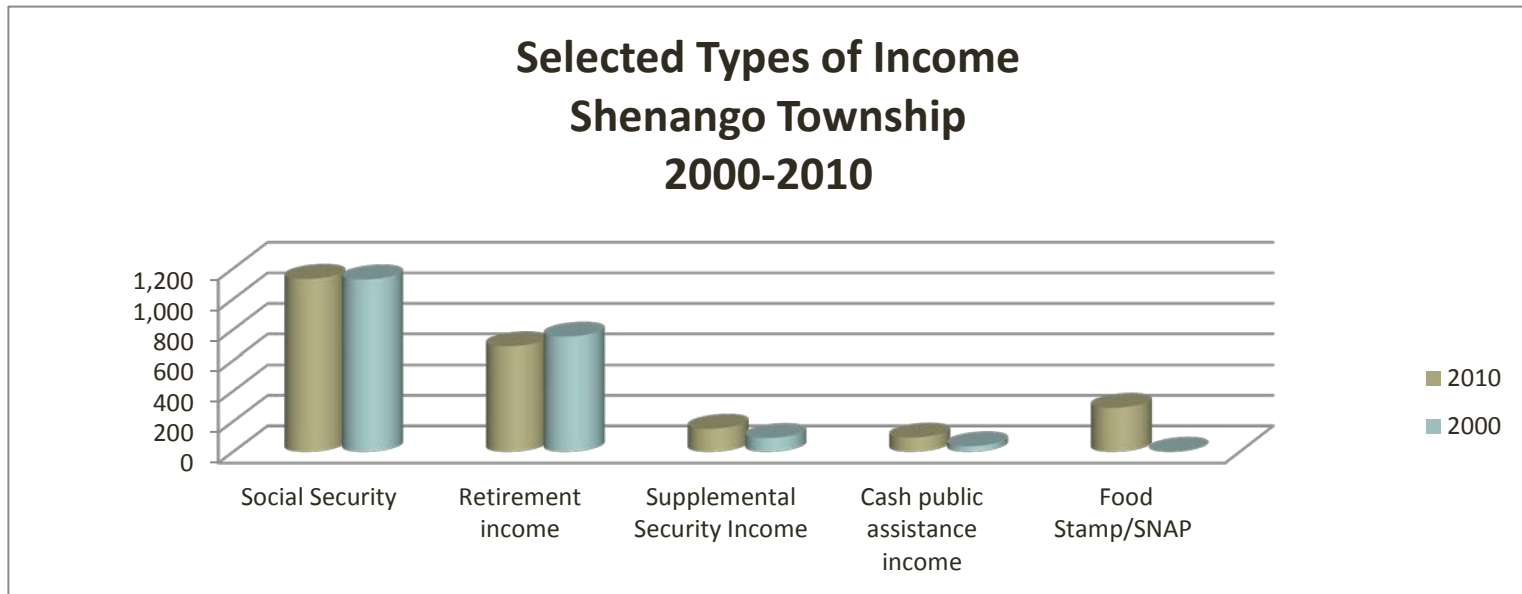 Selected Types of Income
Shenango Township
2000-2010
1,200
1,000
800
600
400
200
0
Social Security
Retirement
income
Supplemental
Security Income
Cash public
assistance
income
Food
Stamp/SNAP
2010
2000